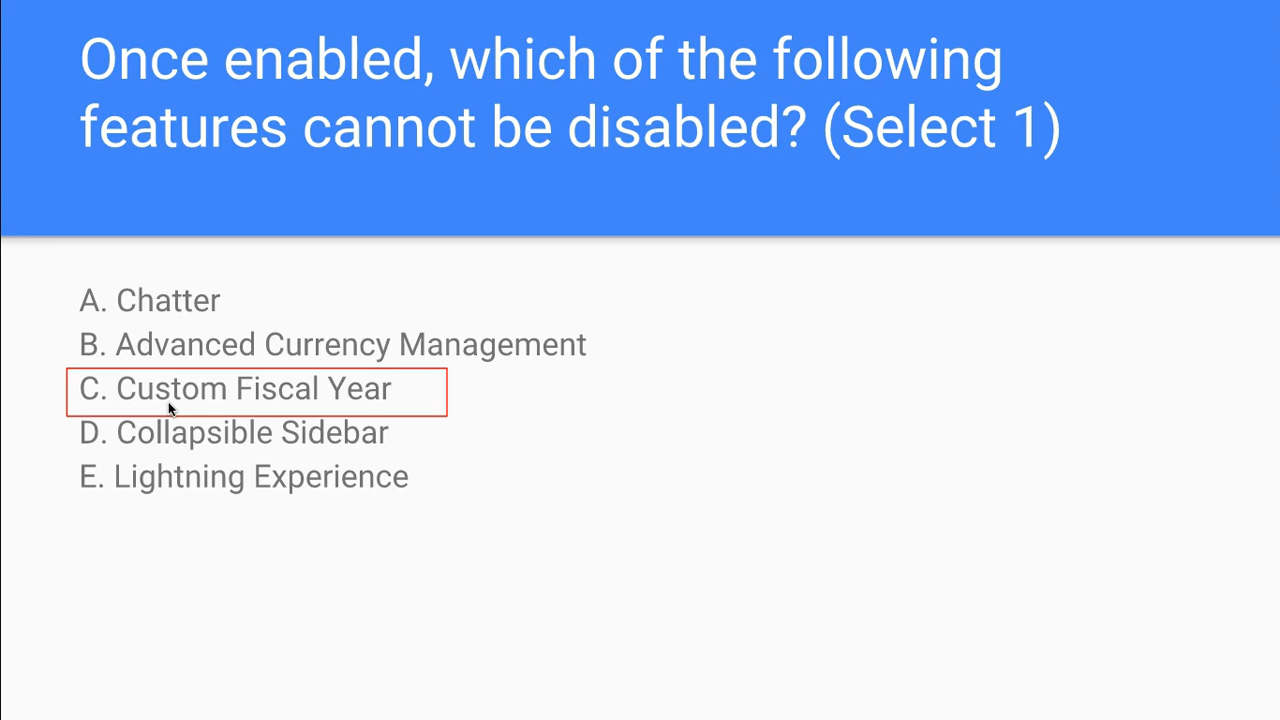 Once enabled, which of the following
features cannot be disabled? (Select 1)
A. Chatter
B. Advanced Currency Management
C. Custom Fiscal Year
D. Collapsible Sidebar
E. Lightning Experience